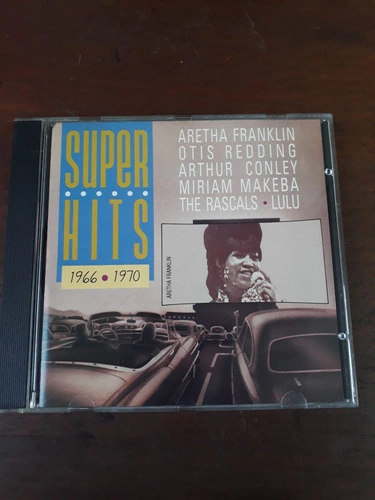 SUPER
HITS
1966 • 1970
ARETHA FRANKLIN
OTIS REDDING
ARTHUR CONLEY
MIRIAM MAKEBA
THE RASCALS • LULU
ARETHA FRANKLIN